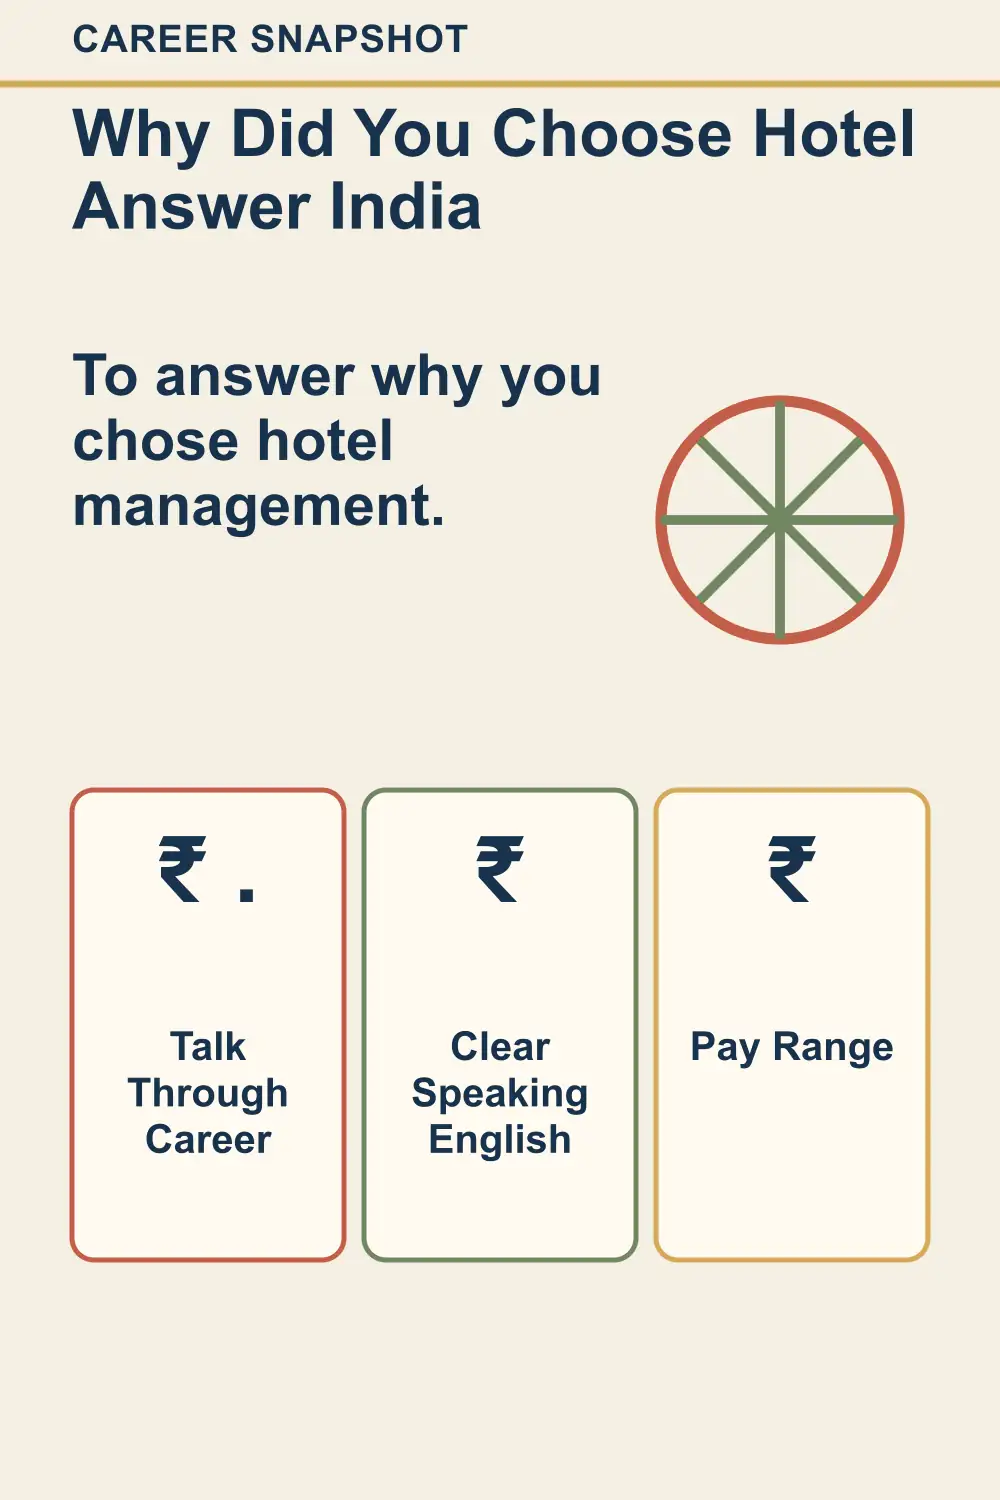 CAREER SNAPSHOT
Why Did You Choose Hotel
Answer India
To answer why you
chose hotel
management.
₹ .
Talk
Through
Career
₹
Clear
Speaking
English
₹
Pay Range